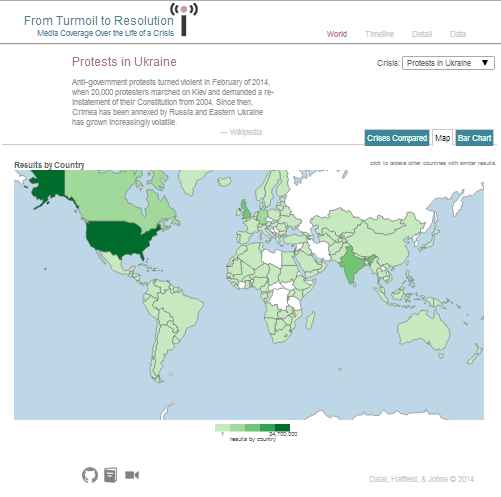 From Turmoil to Resolution
Media Coverage Over the Life of a Crisis
World Timeline Detail Data
Protests in Ukraine
Crisis: Protests in Ukraine ▼
Anti-government protests turned violent in February of 2014,
when 20,000 protesters marched on Kiev and demanded a re-
instatement of their Constitution from 2004. Since then,
Crimea has been annexed by Russia and Eastern Ukraine
has grown increasingly volatile.
— Wikipedia
Crises Compared Map Bar Chart
Results by Country
click to isolate other countries with similar results.
1 34,700,000
results by country
Dalal, Hatfield, & Johns © 2014